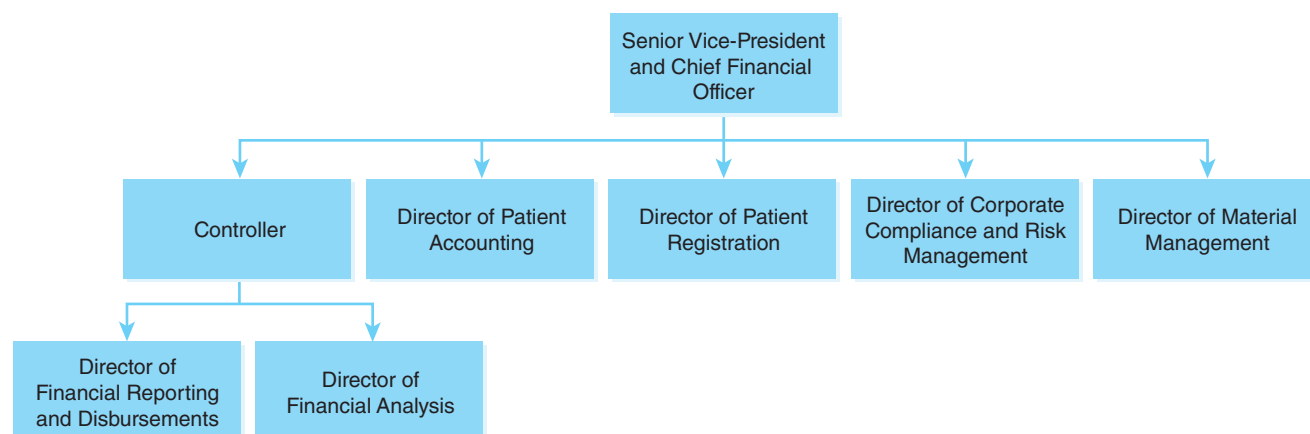 Senior Vice-President
and Chief Financial
Officer
Controller
Director of Patient
Accounting
Director of Patient
Registration
Director of Corporate
Compliance and Risk
Management
Director of Material
Management
Director of
Financial Reporting
and Disbursements
Director of
Financial Analysis